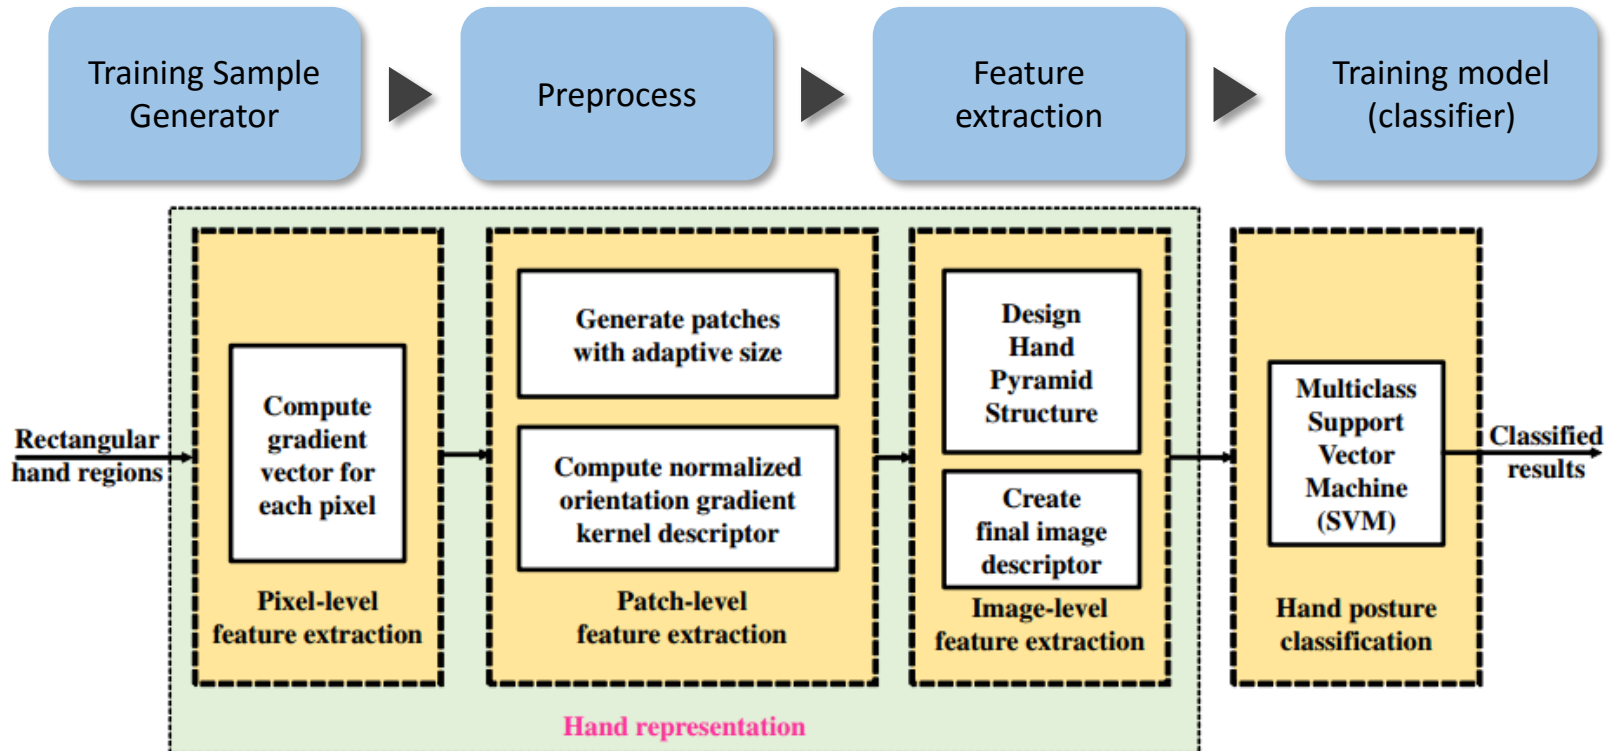 Training Sample
Generator
Preprocess
Feature
extraction
Training model
(classifier)
Rectangular
hand regions
Compute
gradient
vector for
each pixel
Pixel-level
feature extraction
Generate patches
with adaptive size
Compute normalized
orientation gradient
kernel descriptor
Patch-level
feature extraction
Design
Hand
Pyramid
Structure
Create
final image
descriptor
Image-level
feature extraction
Multiclass
Support
Vector
Machine
(SVM)
Hand posture
classification
Classified
results
Hand representation